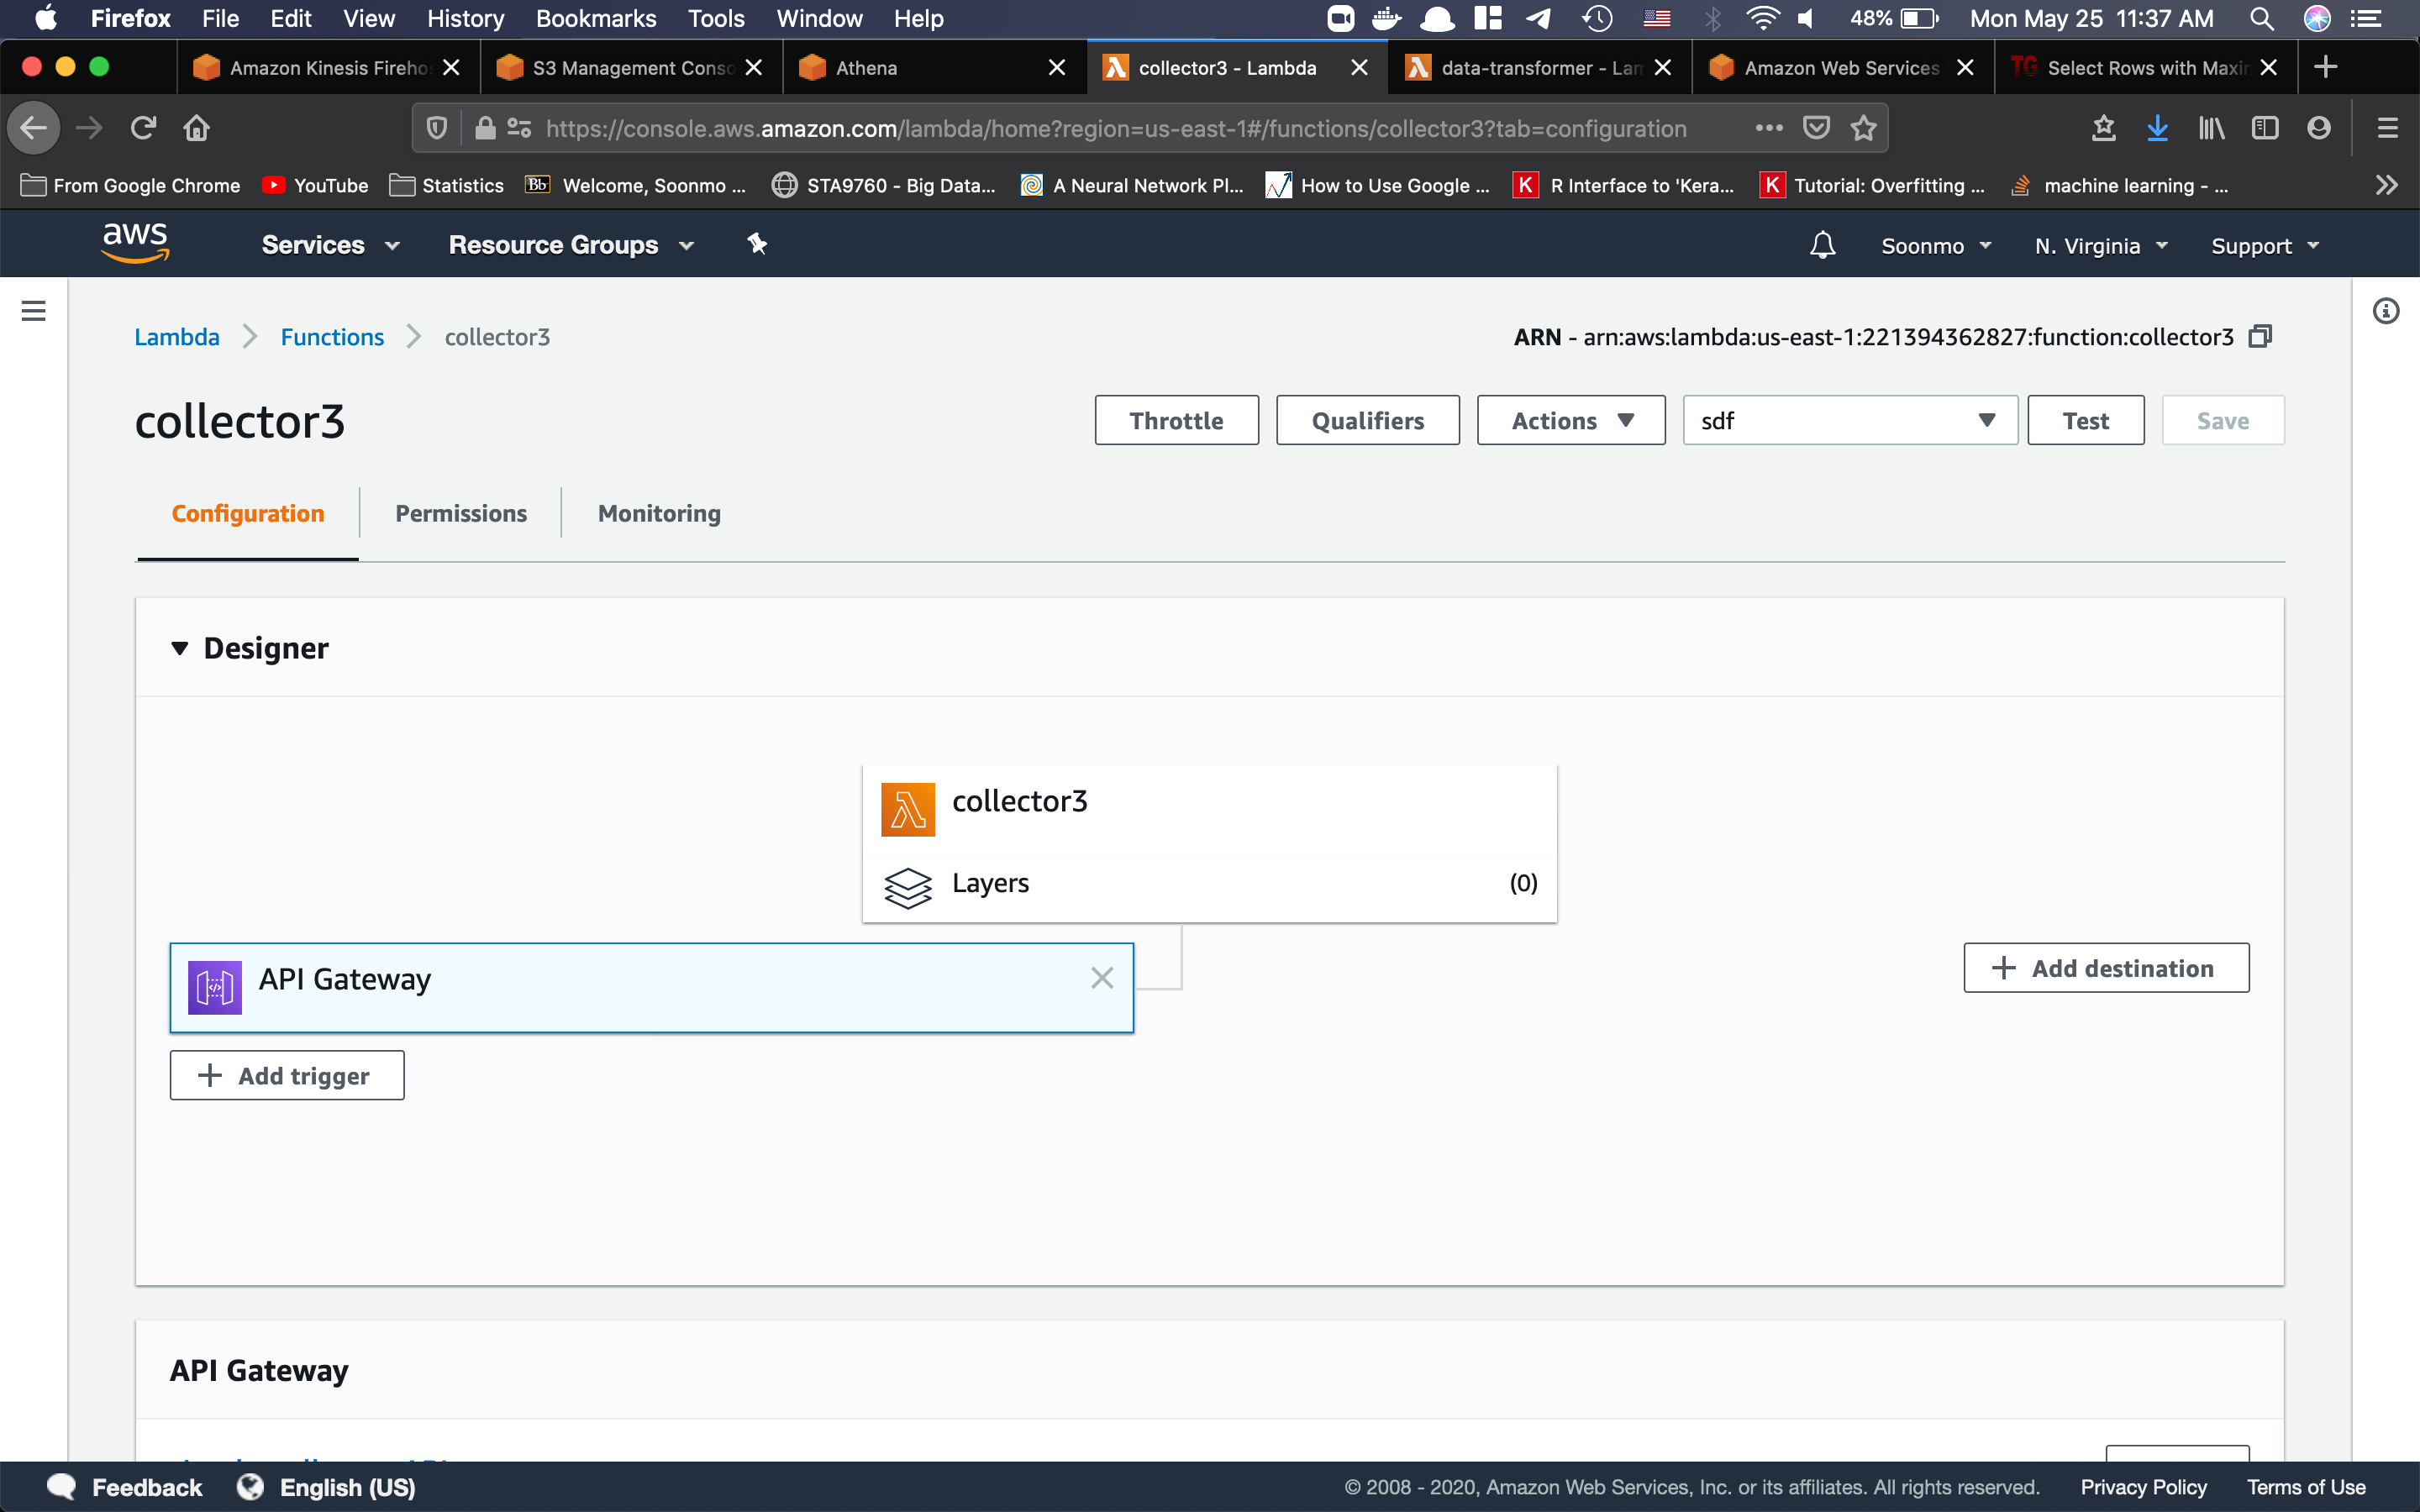 Firefox File Edit View History Bookmarks Tools Window Help 48% Mon May 25 11:37 AM
Amazon Kinesis Fireho S3 Management Conso Athena collector3 - Lambda data-transformer - Lam Amazon Web Services TG Select Rows with Maxi
https://console.aws.amazon.com/lambda/home?region=us-east-1#/functions/collector3?tab=configuration
From Google Chrome YouTube Statistics Bb Welcome, Soonmo ... STA9760 - Big Data... A Neural Network Pl... How to Use Google ... K R Interface to 'Kera... K Tutorial: Overfitting ... machine learning - ...
aws Services Resource Groups Soonmo N. Virginia Support
Lambda Functions collector3 ARN - arn:aws:lambda:us-east-1:221394362827:function:collector3
collector3 Throttle Qualifiers Actions sdf Test Save
Configuration Permissions Monitoring
Designer
collector3
Layers (0)
API Gateway
+ Add destination
+ Add trigger
API Gateway
Feedback English (US) © 2008 - 2020, Amazon Web Services, Inc. or its affiliates. All rights reserved. Privacy Policy Terms of Use